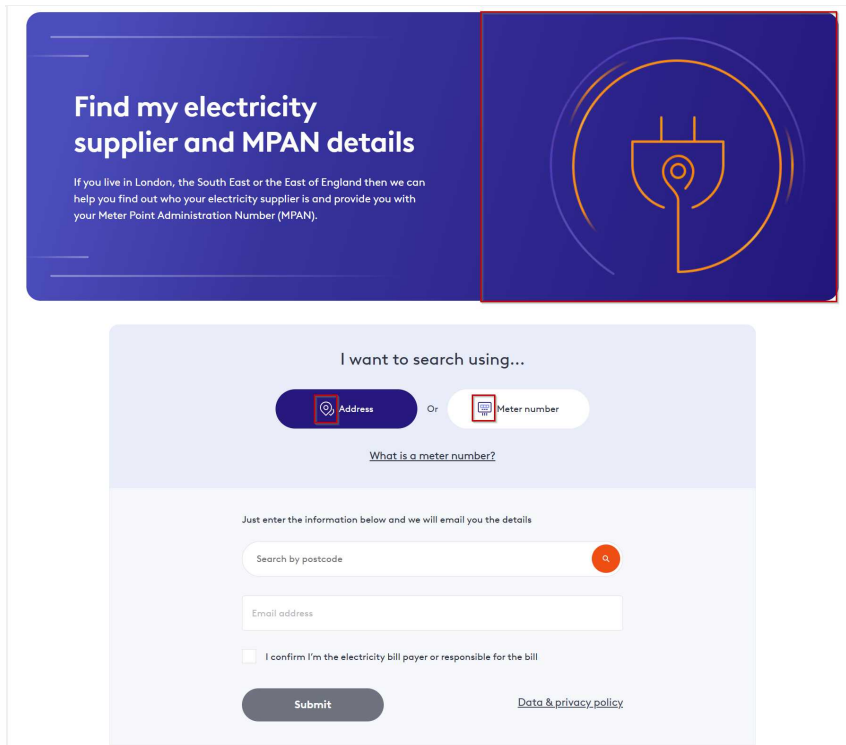 Find my electricity
supplier and MPAN details
If you live in London, the South East or the East of England then we can
help you find out who your electricity supplier is and provide you with
your Meter Point Administration Number (MPAN).
I want to search using...
Address Or Meter number
What is a meter number?
Just enter the information below and we will email you the details
Search by postcode
Email address
I confirm I'm the electricity bill payer or responsible for the bill
Submit Data & privacy policy